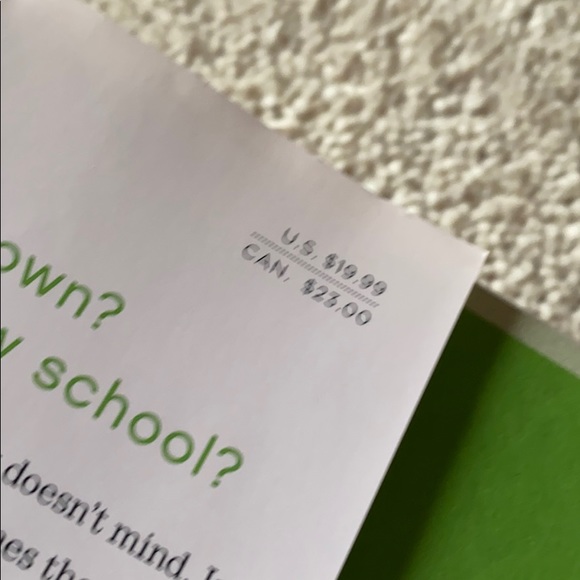 U.S. $19.99
CAN. $23.00
own?
school?
doesn't mind.